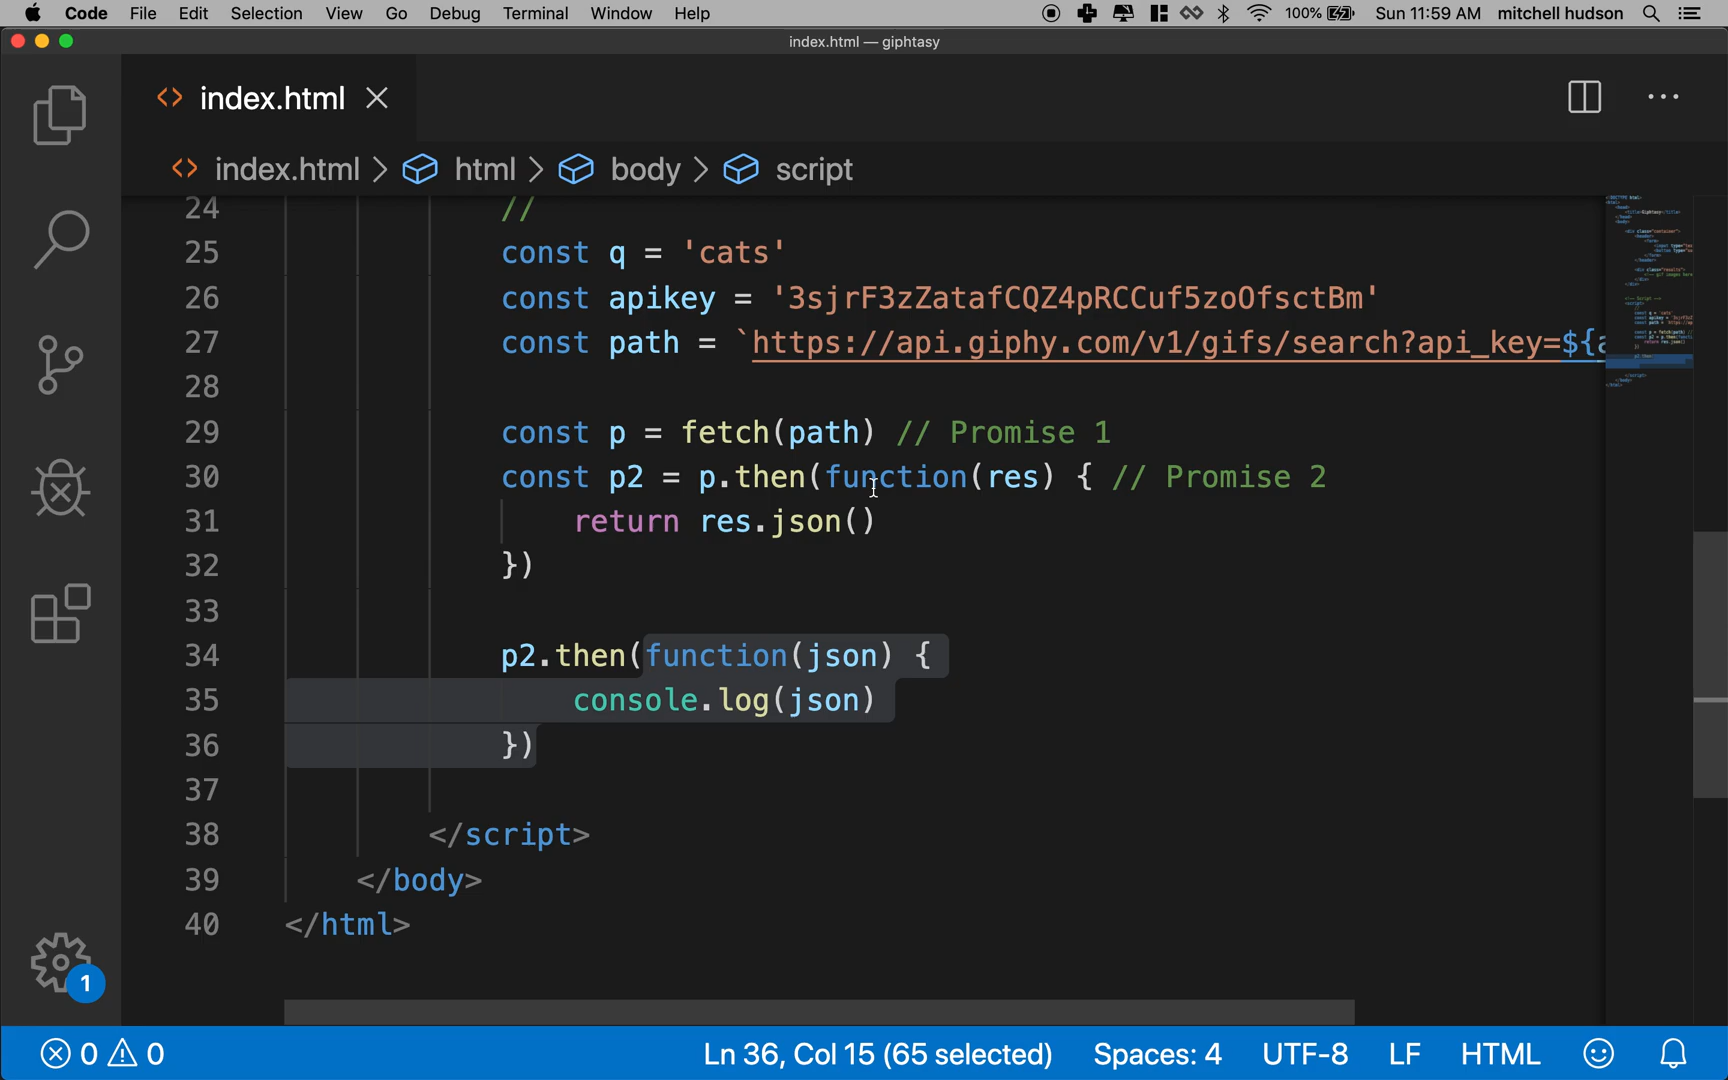 Code File Edit Selection View Go Debug Terminal Window Help 100% Sun 11:59 AM mitchell hudson
index.html — giphtasy
index.html
index.html > html > body > script
24 //
25 const q = 'cats'
26 const apikey = '3sjrF3zZatafCQZ4pRCCuf5zoOfsctBm'
27 const path = `https://api.giphy.com/v1/gifs/search?api_key=${a
28
29 const p = fetch(path) // Promise 1
30 const p2 = p.then(function(res) { // Promise 2
31 return res.json()
32 })
33
34 p2.then(function(json) {
35 console.log(json)
36 })
37
38 </script>
39 </body>
40 </html>
1
0 0 Ln 36, Col 15 (65 selected) Spaces: 4 UTF-8 LF HTML